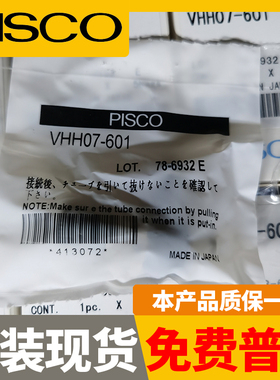 PISCO
VHH07-601
-6932 E
PISCO
VHH07-601
LOT. 78-6932 E
接続後、チューブを引いて抜けないことを確認して
下さい。
NOTE:Make sure the tube connection by pulling
it when it is put-in.
*413072*
MADE IN JAPAN
CONT. 1pc. X
本产品质保一
装现货
免费普